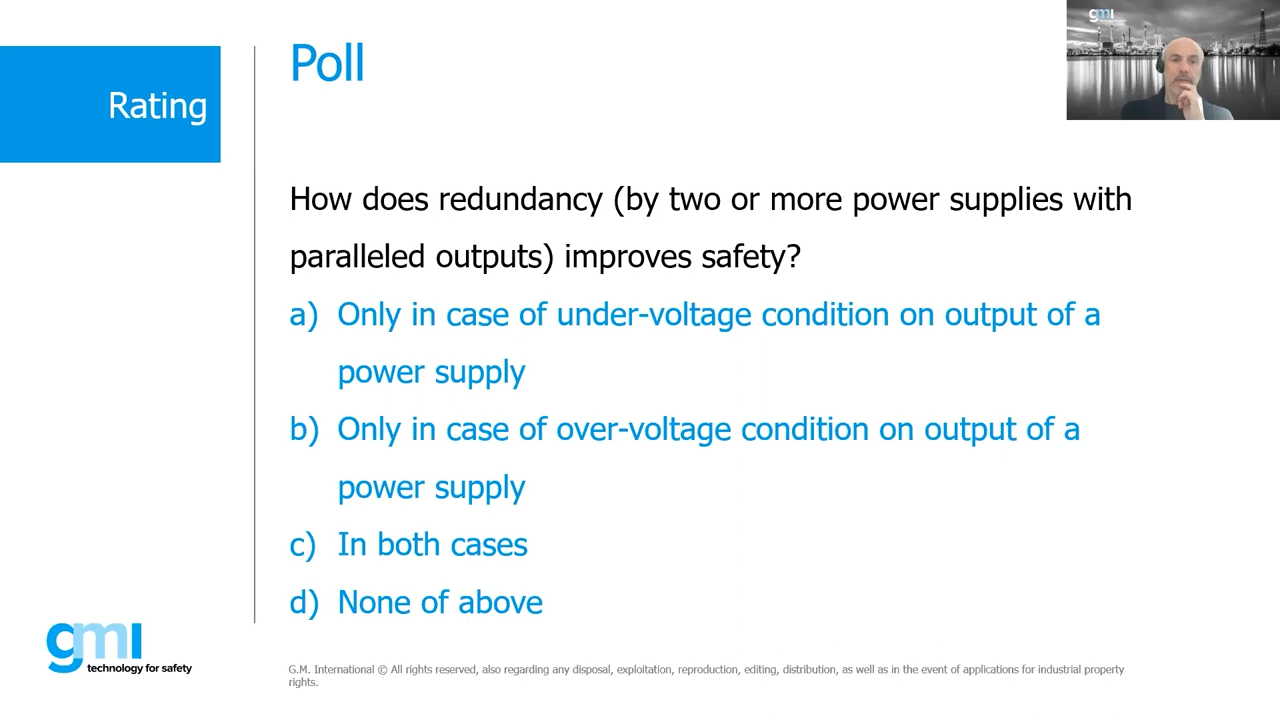 Rating
Poll
gmi
How does redundancy (by two or more power supplies with
paralleled outputs) improves safety?
a) Only in case of under-voltage condition on output of a
power supply
b) Only in case of over-voltage condition on output of a
power supply
c) In both cases
d) None of above
gmi
technology for safety
G.M. International © All rights reserved, also regarding any disposal, exploitation, reproduction, editing, distribution, as well as in the event of applications for industrial property
rights.